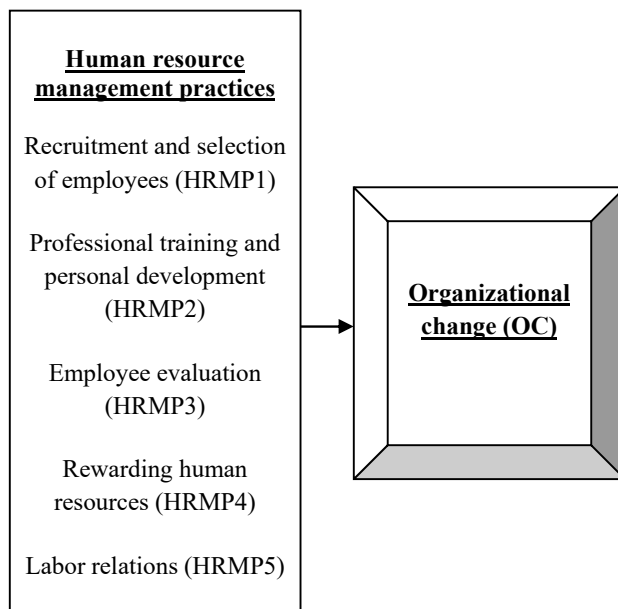 Human resource
management practices
Recruitment and selection
of employees (HRMP1)
Professional training and
personal development
(HRMP2)
Employee evaluation
(HRMP3)
Rewarding human
resources (HRMP4)
Labor relations (HRMP5)
Organizational
change (OC)